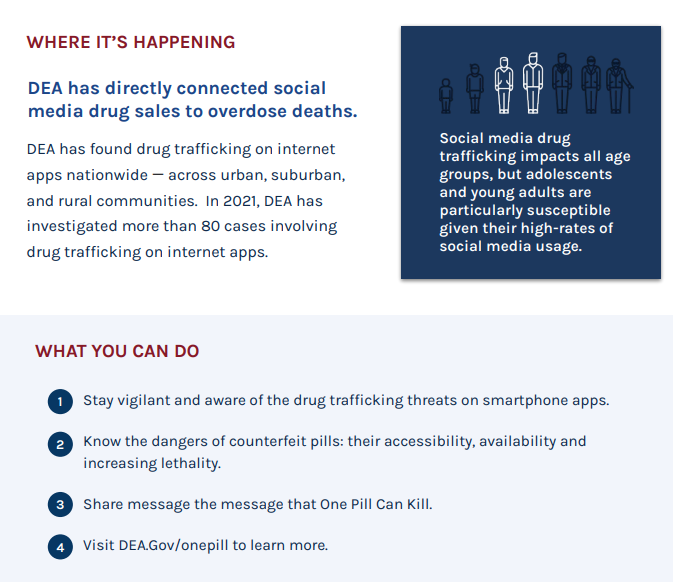 WHERE IT’S HAPPENING
DEA has directly connected social
media drug sales to overdose deaths.
DEA has found drug trafficking on internet
apps nationwide — across urban, suburban,
and rural communities.  In 2021, DEA has
investigated more than 80 cases involving
drug trafficking on internet apps.
Social media drug
trafficking impacts all age
groups, but adolescents
and young adults are
particularly susceptible
given their high-rates of
social media usage.
WHAT YOU CAN DO
1 Stay vigilant and aware of the drug trafficking threats on smartphone apps.
2 Know the dangers of counterfeit pills: their accessibility, availability and
increasing lethality.
3 Share message the message that One Pill Can Kill.
4 Visit DEA.Gov/onepill to learn more.